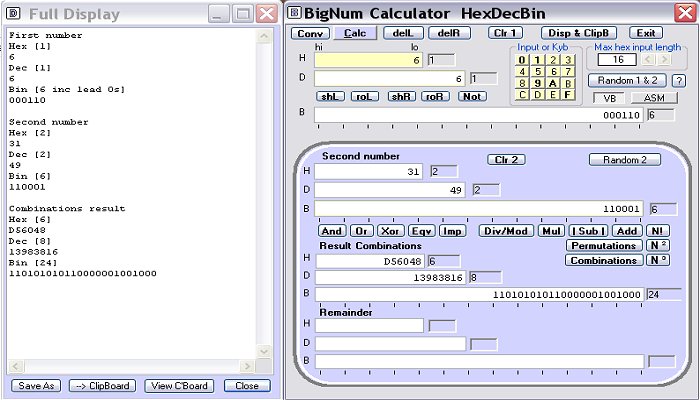 Full Display
First number
Hex [1]
6
Dec [1]
6
Bin [6 inc lead 0s]
000110
Second number
Hex [2]
31
Dec [2]
49
Bin [6]
110001
Combinations result
Hex [6]
D56048
Dec [8]
13983816
Bin [24]
110101010110000001001000
Save As --> ClipBoard View C'Board Close
BigNum Calculator HexDecBin
Conv Calc delL delR Clr 1 Disp & ClipB Exit
hi lo
H 6 1
D 6 1
shL roL shR roR Not
B 000110 6
Input or Kyb
0 1 2 3
4 5 6 7
8 9 A B
C D E F
Max hex input length
16 < >
Random 1 & 2 ?
VB ASM
Second number Clr 2 Random 2
H 31 2
D 49 2
B 110001 6
And Or Xor Eqv Imp Div/Mod Mul | Sub | Add N!
Result Combinations Permutations N ²
H D56048 6 Combinations
D 13983816 8
B 110101010110000001001000 24
Remainder
H
D
B